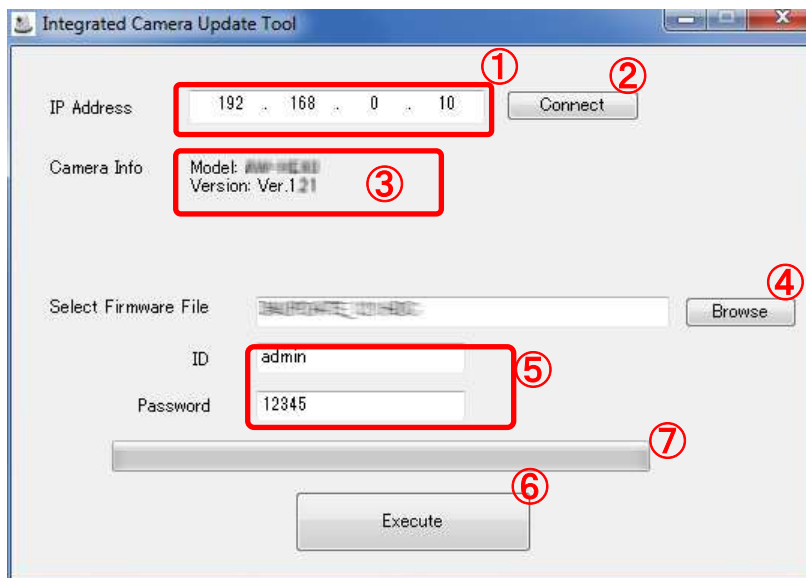 Integrated Camera Update Tool
①
②
IP Address 192 . 168 . 0 . 10 Connect
Camera Info Model:
③
Version: Ver.1.21
④
Select Firmware File Browse
ID admin
⑤
Password 12345
⑦
⑥
Execute